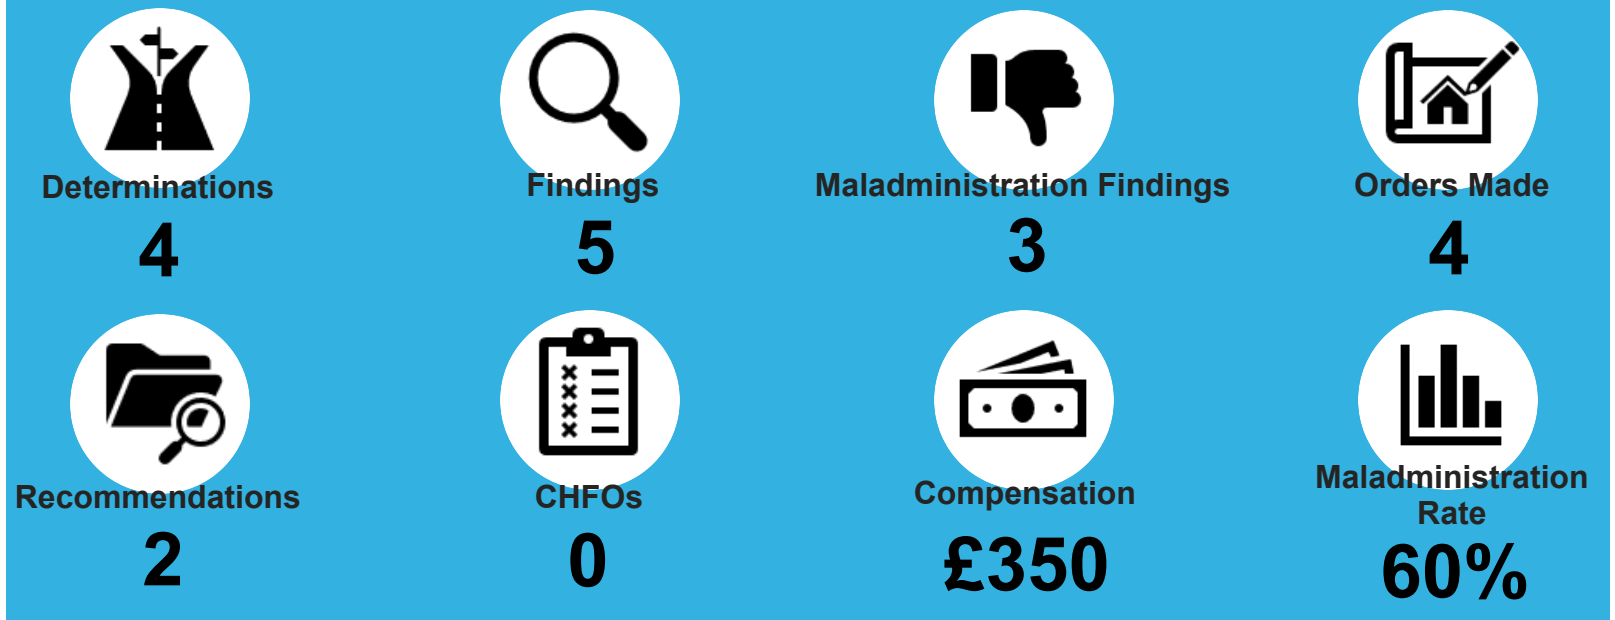 Determinations
4
Findings
5
Maladministration Findings
3
Orders Made
4
Recommendations
2
CHFOs
0
Compensation
£350
Maladministration
Rate
60%